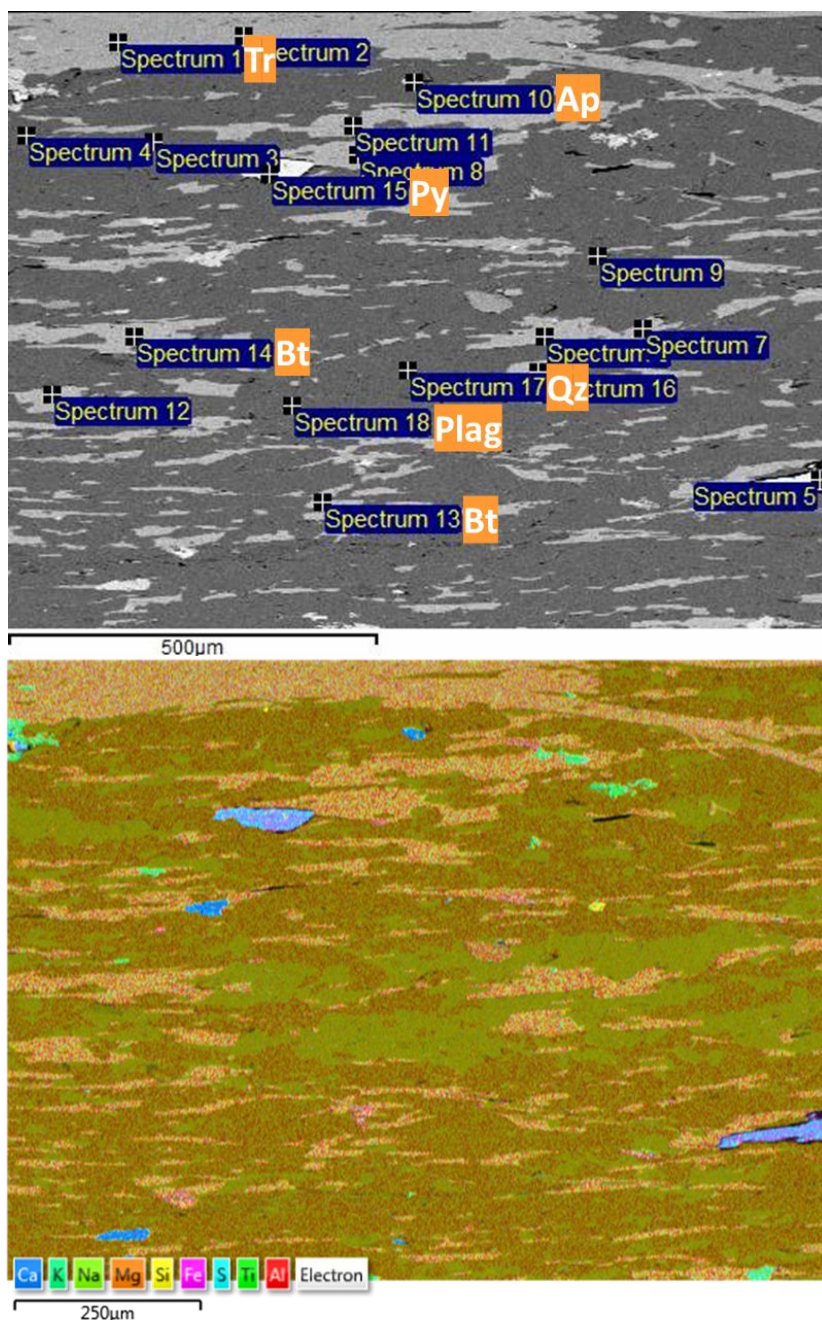 Spectrum 1 Tr ectrum 2
Spectrum 10 Ap
Spectrum 11
Spectrum 4
Spectrum 3
Spectrum 8
Spectrum 15 Py
Spectrum 9
Spectrum 14 Bt
Spectrum
Spectrum 7
Spectrum 17 Qz ctrum 16
Spectrum 12
Spectrum 18 Plag
Spectrum 5
Spectrum 13 Bt
500µm
Ca K Na Mg Si Fe S Ti Al Electron
250µm